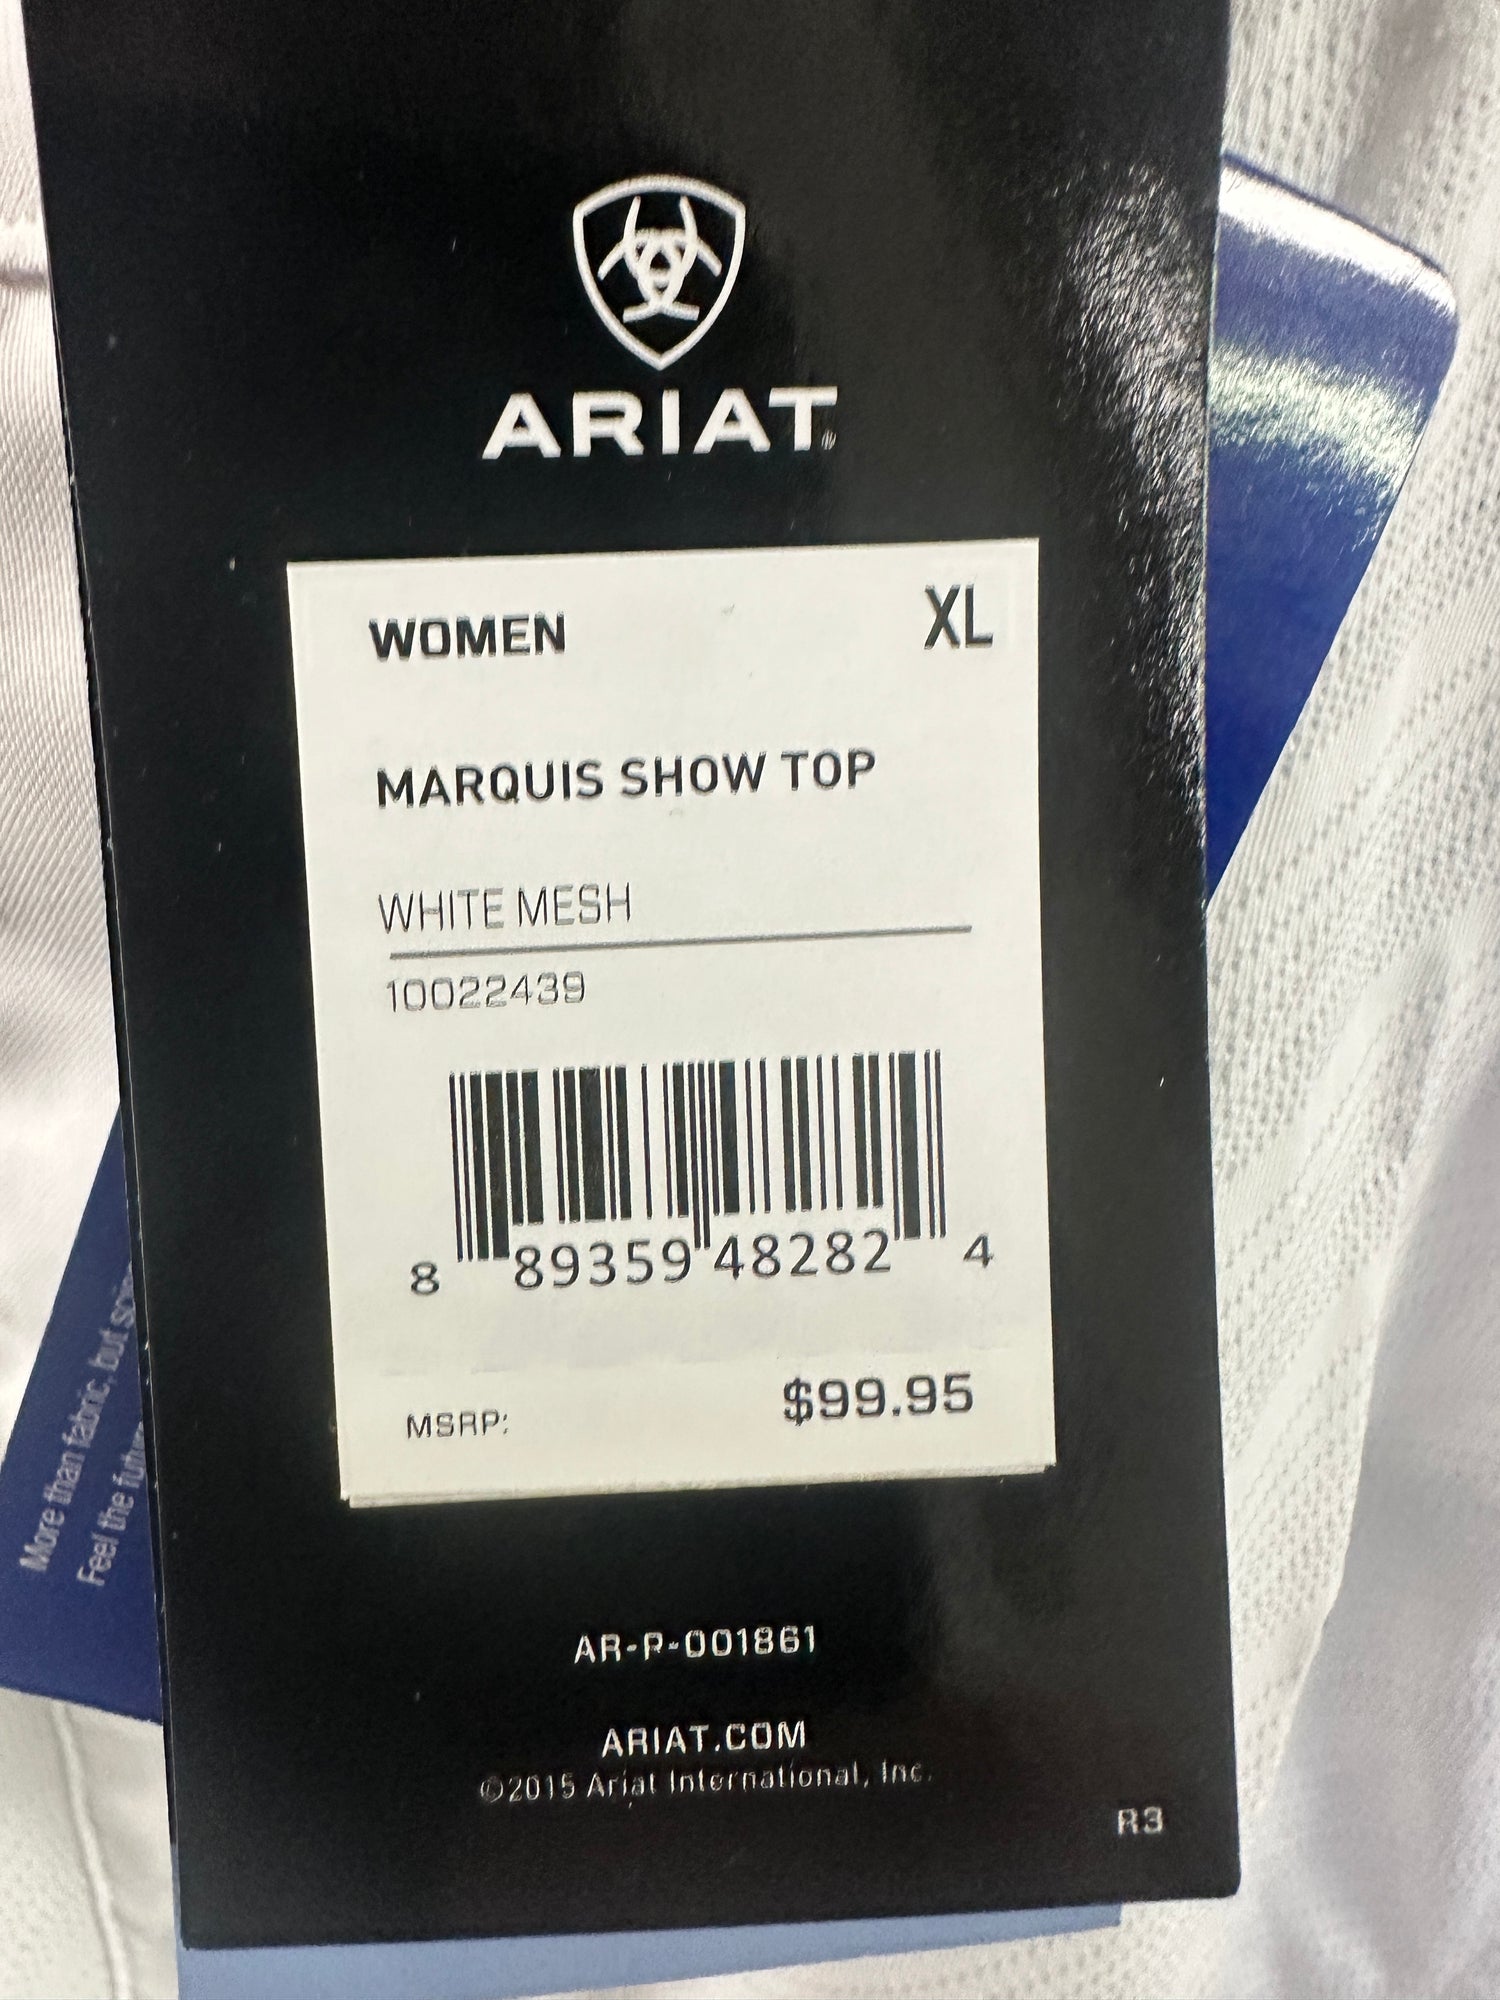 ARIAT®
WOMEN XL
MARQUIS SHOW TOP
WHITE MESH
10022439
8 89359 48282 4
MSRP: $99.95
AR-P-001861
ARIAT.COM
©2015 Ariat International, Inc.
R3
More than fabric, but
Feel the